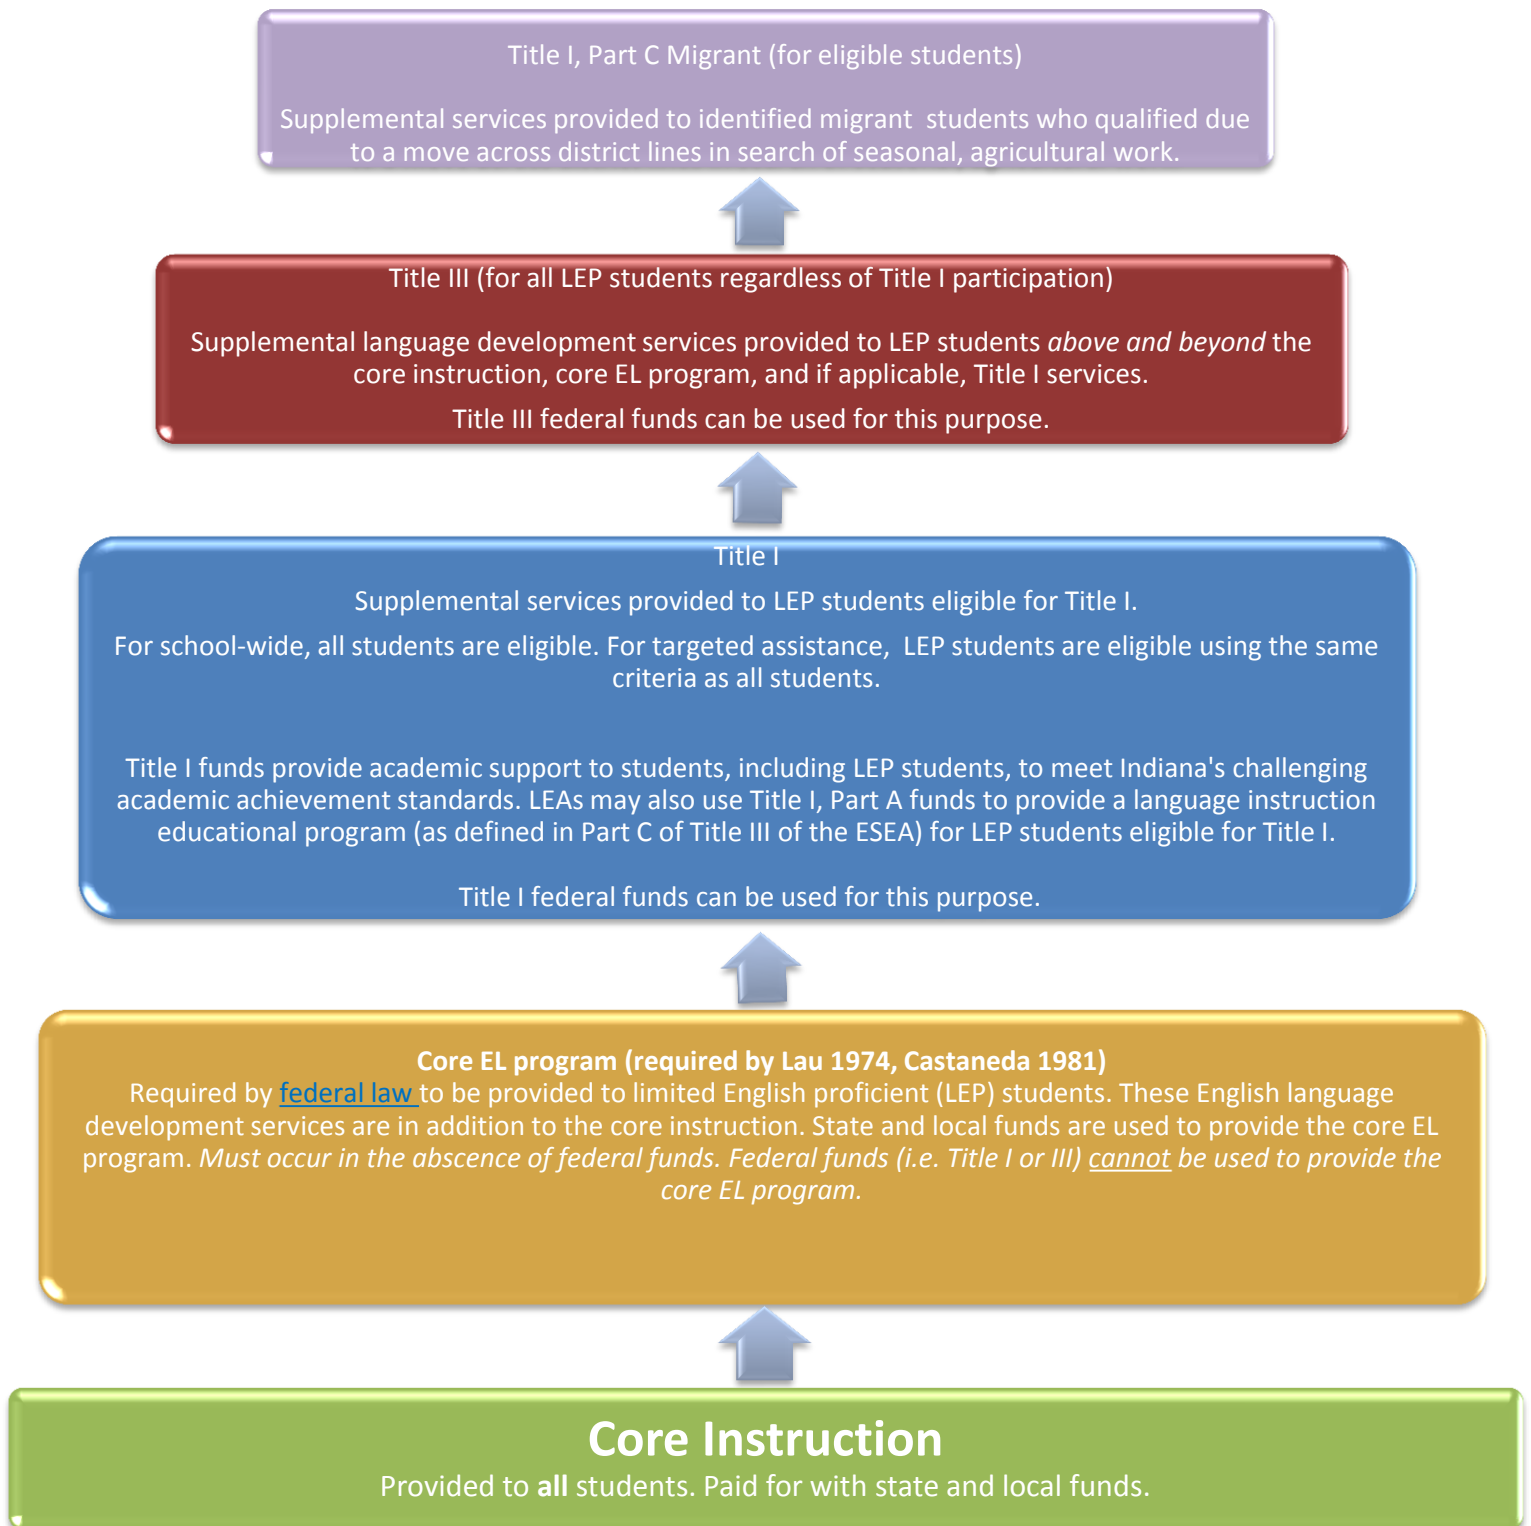 Title I, Part C Migrant (for eligible students)
Supplemental services provided to identified migrant  students who qualified due
to a move across district lines in search of seasonal, agricultural work.
Title III (for all LEP students regardless of Title I participation)
Supplemental language development services provided to LEP students above and beyond the
core instruction, core EL program, and if applicable, Title I services.
Title III federal funds can be used for this purpose.
Title I
Supplemental services provided to LEP students eligible for Title I.
For school-wide, all students are eligible. For targeted assistance,  LEP students are eligible using the same
criteria as all students.
Title I funds provide academic support to students, including LEP students, to meet Indiana's challenging
academic achievement standards. LEAs may also use Title I, Part A funds to provide a language instruction
educational program (as defined in Part C of Title III of the ESEA) for LEP students eligible for Title I.
Title I federal funds can be used for this purpose.
Core EL program (required by Lau 1974, Castaneda 1981)
Required by federal law to be provided to limited English proficient (LEP) students. These English language
development services are in addition to the core instruction. State and local funds are used to provide the core EL
program. Must occur in the abscence of federal funds. Federal funds (i.e. Title I or III) cannot be used to provide the
core EL program.
Core Instruction
Provided to all students. Paid for with state and local funds.